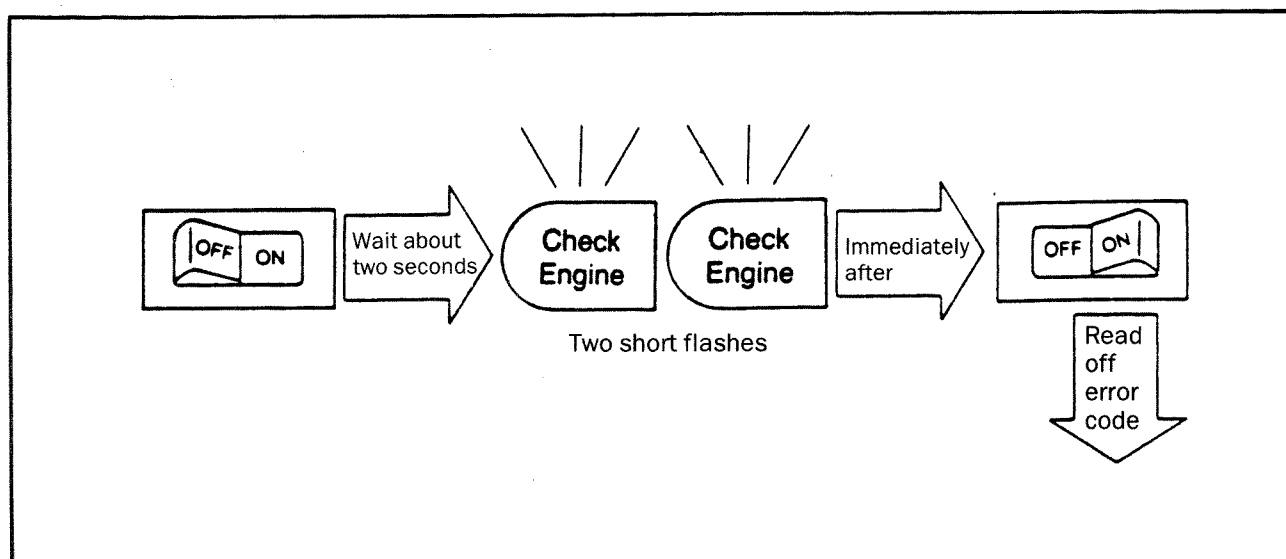 OFF ON
Wait about
two seconds
Check
Engine
Check
Engine
Two short flashes
Immediately
after
OFF ON
Read
off
error
code